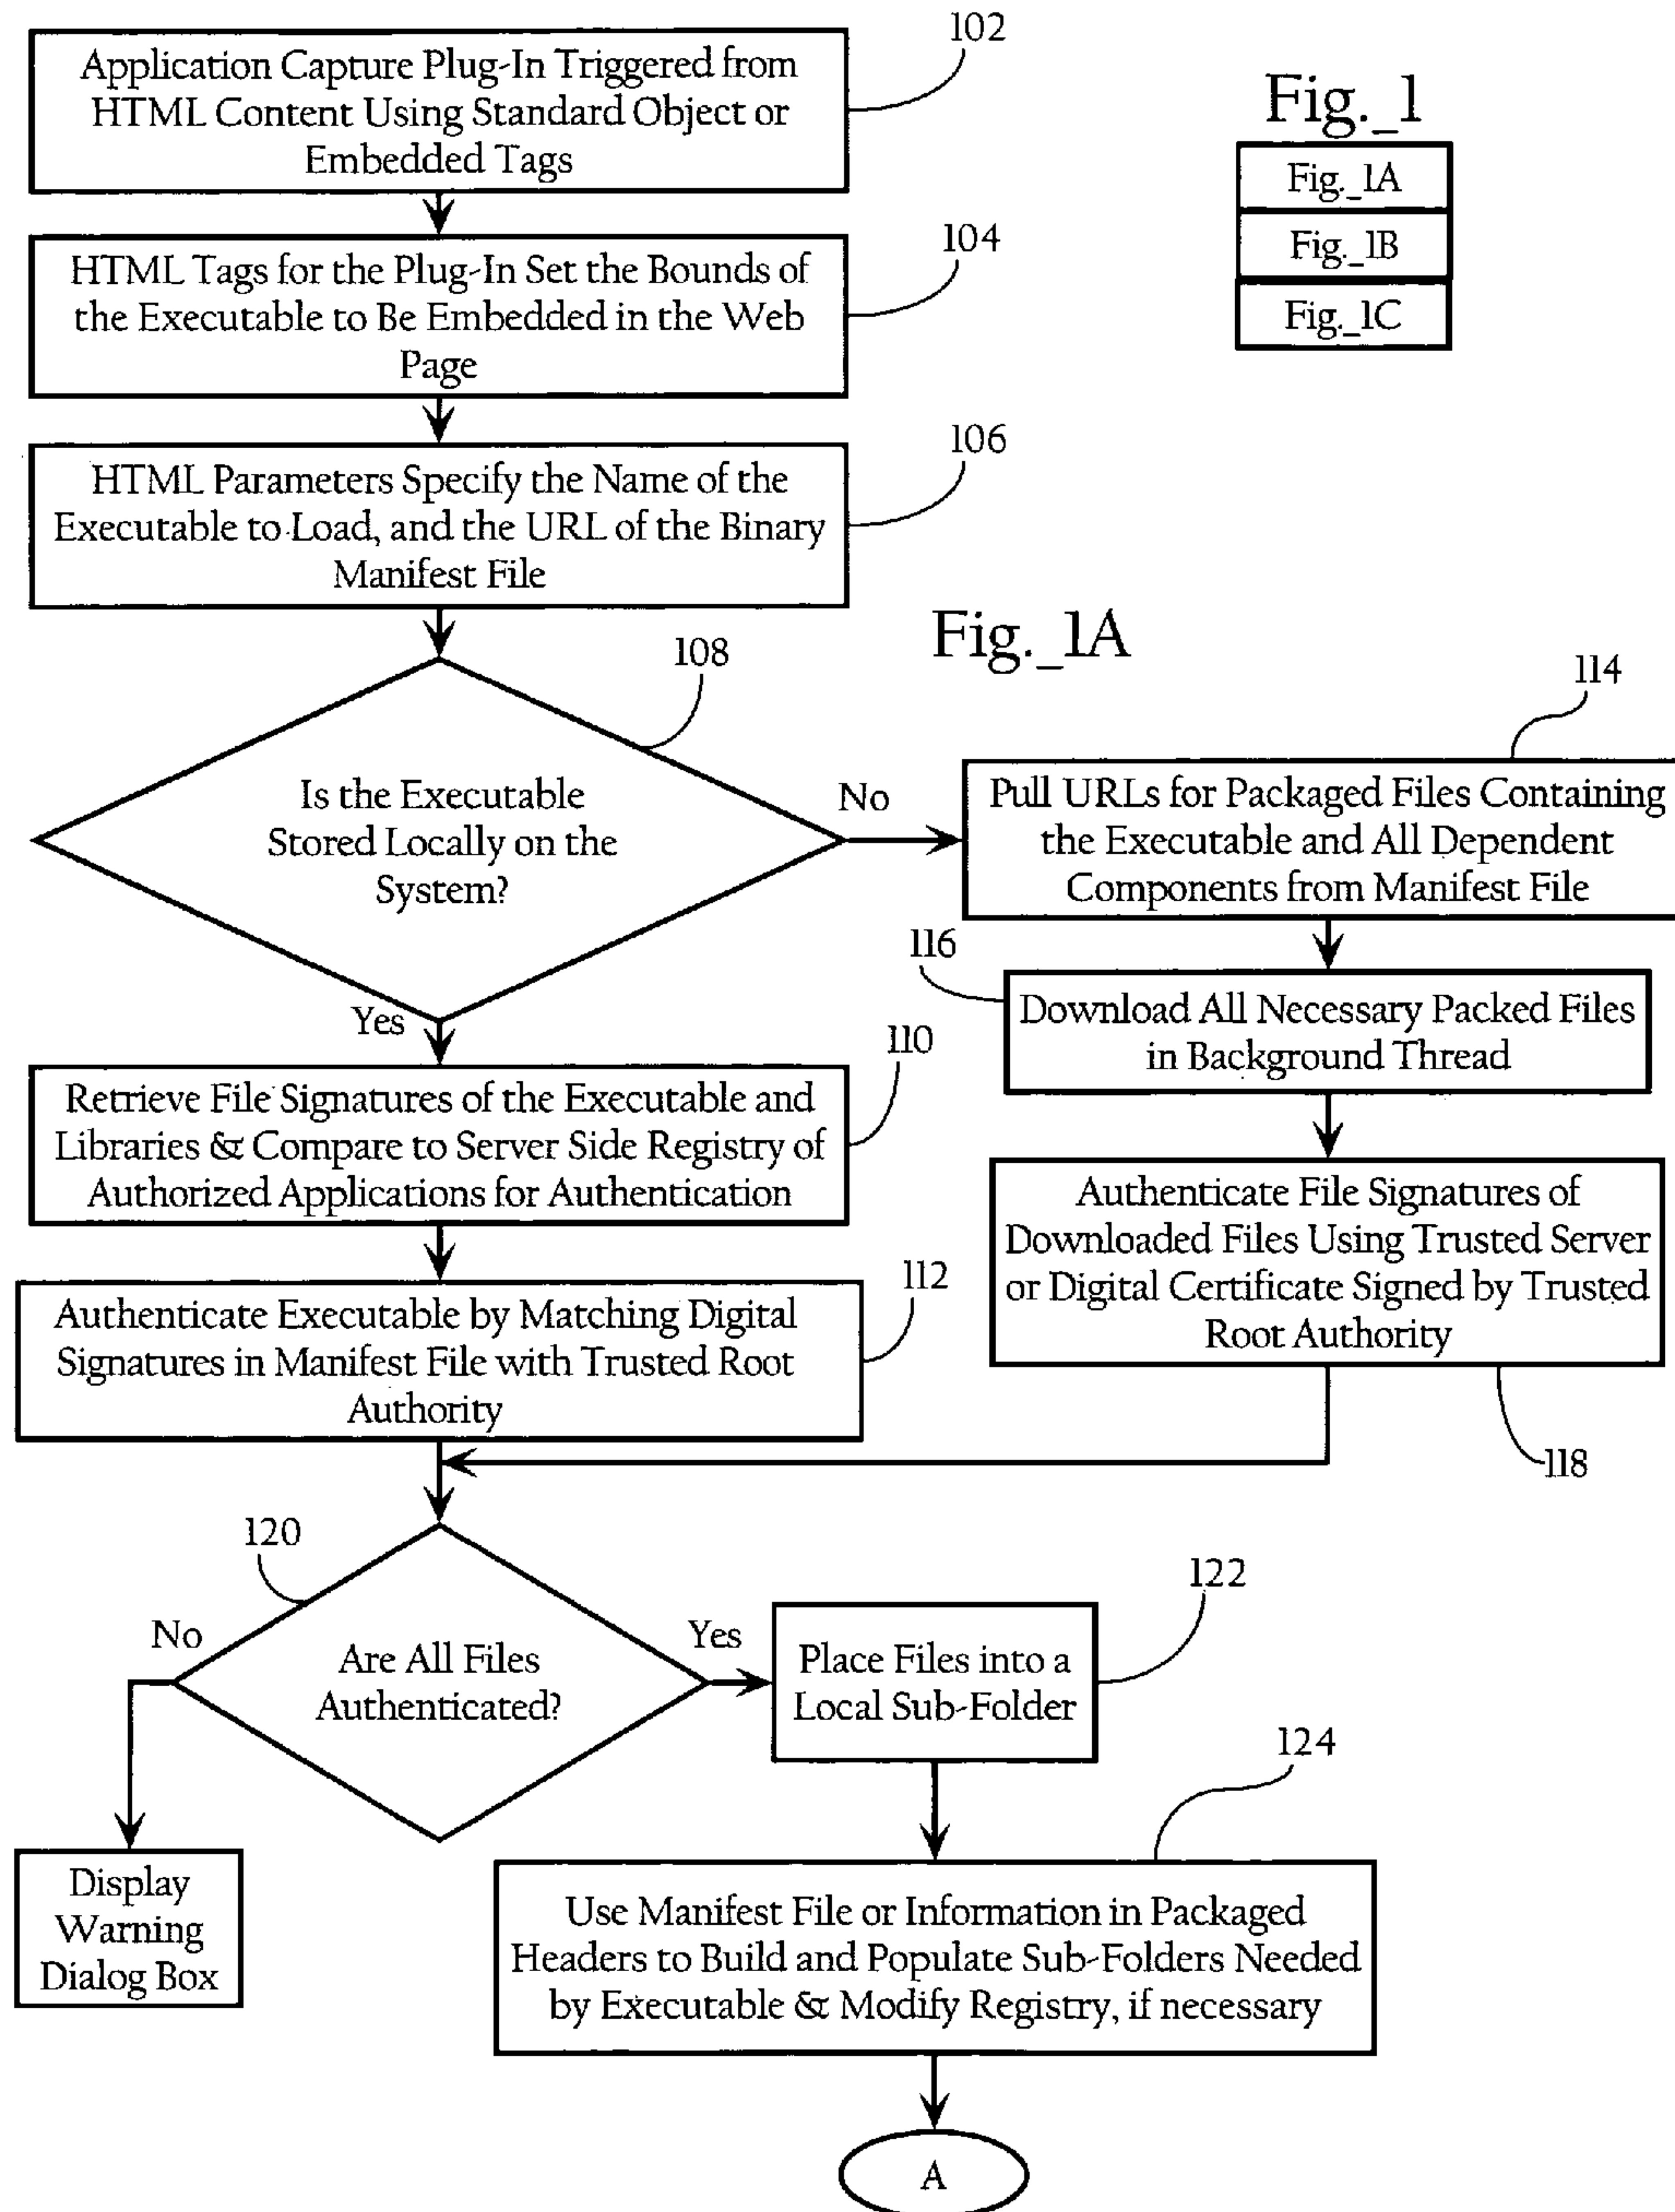 102
Application Capture Plug-In Triggered from
HTML Content Using Standard Object or
Embedded Tags
Fig._1
Fig._1A
Fig._1B
Fig._1C
104
HTML Tags for the Plug-In Set the Bounds of
the Executable to Be Embedded in the Web
Page
106
HTML Parameters Specify the Name of the
Executable to Load, and the URL of the Binary
Manifest File
Fig._1A
108
Is the Executable
Stored Locally on the
System?
No
Yes
114
Pull URLs for Packaged Files Containing
the Executable and All Dependent
Components from Manifest File
116
Download All Necessary Packed Files
in Background Thread
110
Retrieve File Signatures of the Executable and
Libraries & Compare to Server Side Registry of
Authorized Applications for Authentication
Authenticate File Signatures of
Downloaded Files Using Trusted Server
or Digital Certificate Signed by Trusted
Root Authority
118
112
Authenticate Executable by Matching Digital
Signatures in Manifest File with Trusted Root
Authority
120
No
Are All Files
Authenticated?
Yes
122
Place Files into a
Local Sub-Folder
124
Display
Warning
Dialog Box
Use Manifest File or Information in Packaged
Headers to Build and Populate Sub-Folders Needed
by Executable & Modify Registry, if necessary
A